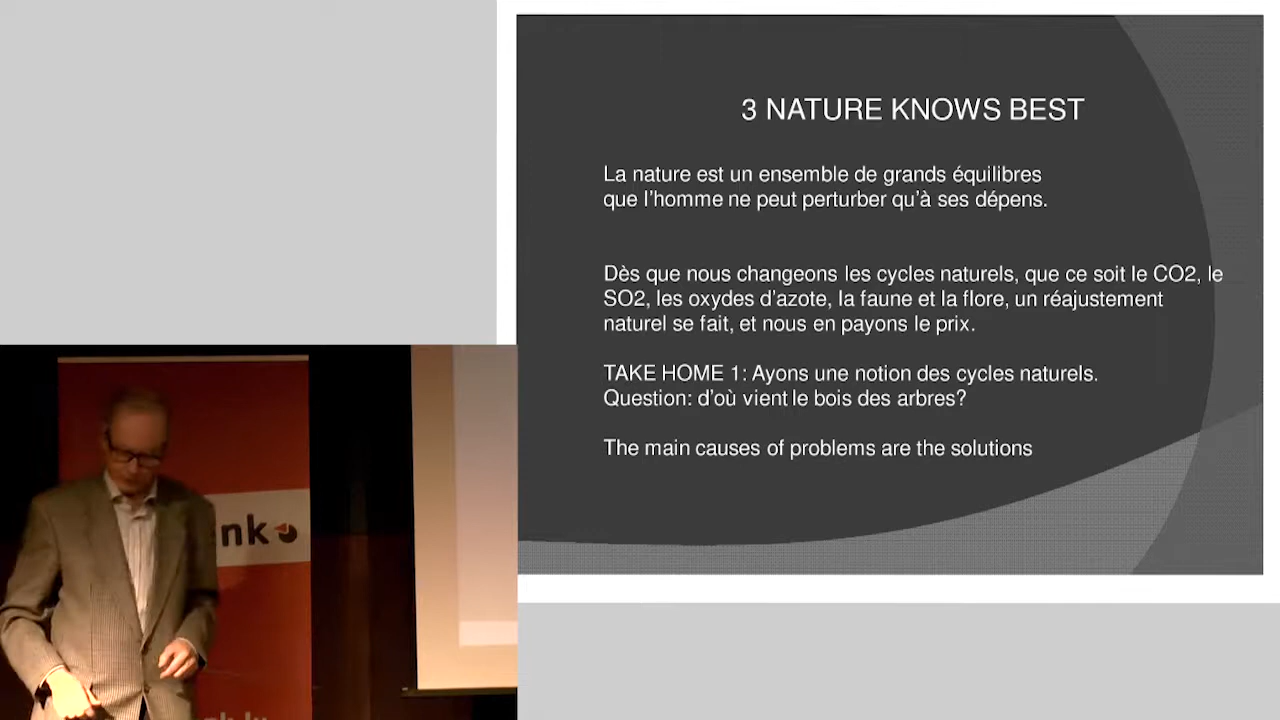 3 NATURE KNOWS BEST
La nature est un ensemble de grands équilibres
que l'homme ne peut perturber qu'à ses dépens.
Dès que nous changeons les cycles naturels, que ce soit le CO2, le
SO2, les oxydes d'azote, la faune et la flore, un réajustement
naturel se fait, et nous en payons le prix.
TAKE HOME 1: Ayons une notion des cycles naturels.
Question: d'où vient le bois des arbres?
The main causes of problems are the solutions
nk